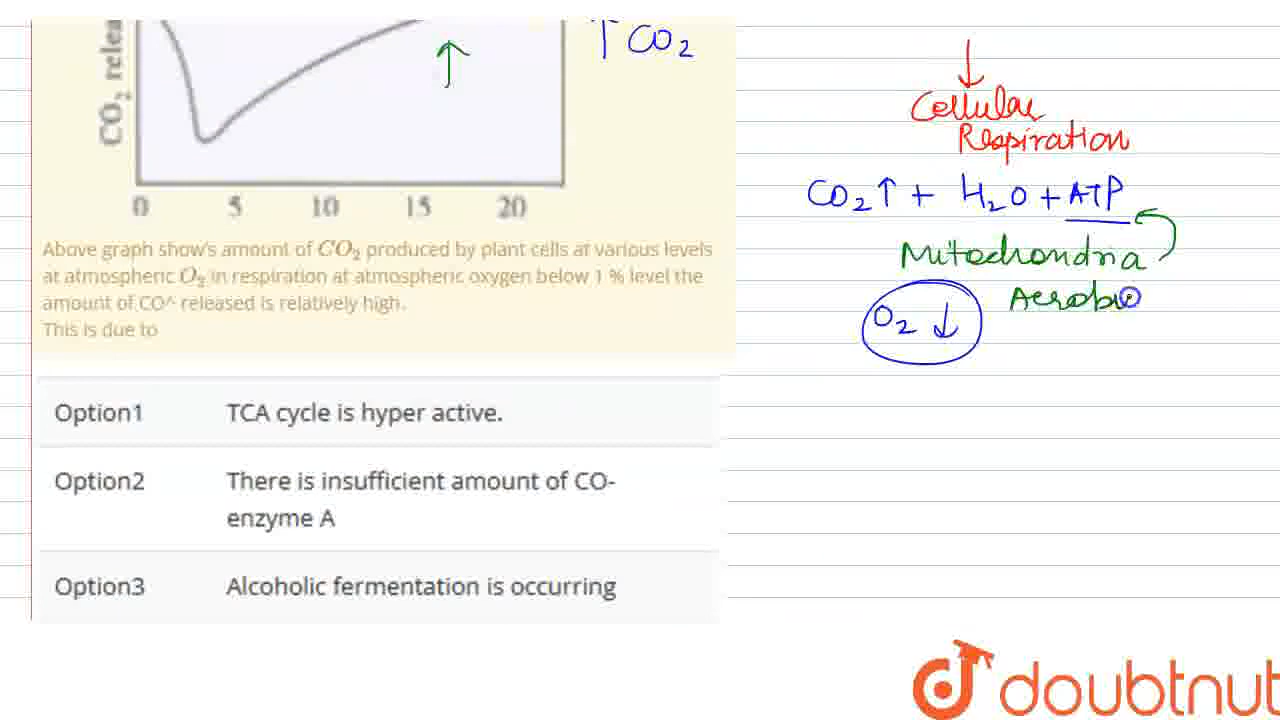 CO2 relea
↑ CO2
↓
Cellular
Respiration
0 5 10 15 20
CO2↑ + H2O + ATP
Mitochondria
Aerobi
O2 ↓
Above graph show's amount of CO2 produced by plant cells at various levels
at atmospheric O2 in respiration at atmospheric oxygen below 1 % level the
amount of CO^ released is relatively high.
This is due to
Option1 TCA cycle is hyper active.
Option2 There is insufficient amount of CO-
enzyme A
Option3 Alcoholic fermentation is occurring
doubtnut